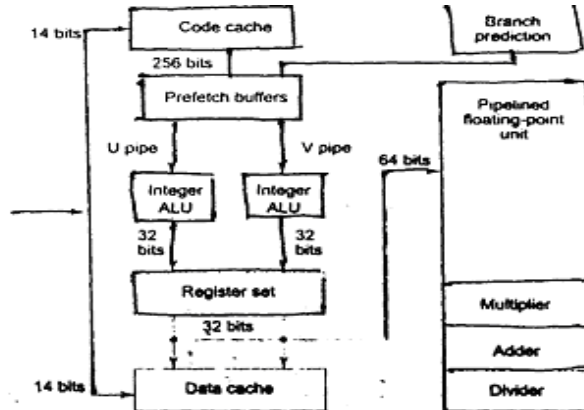 Code cache
Branch
prediction
14 bits
256 bits
Prefetch buffers
Pipelined
floating-point
unit
U pipe
V pipe
64 bits
Integer
ALU
Integer
ALU
32
bits
32
bits
Register set
32 bits
Multiplier
Adder
14 bits
Data cache
Divider